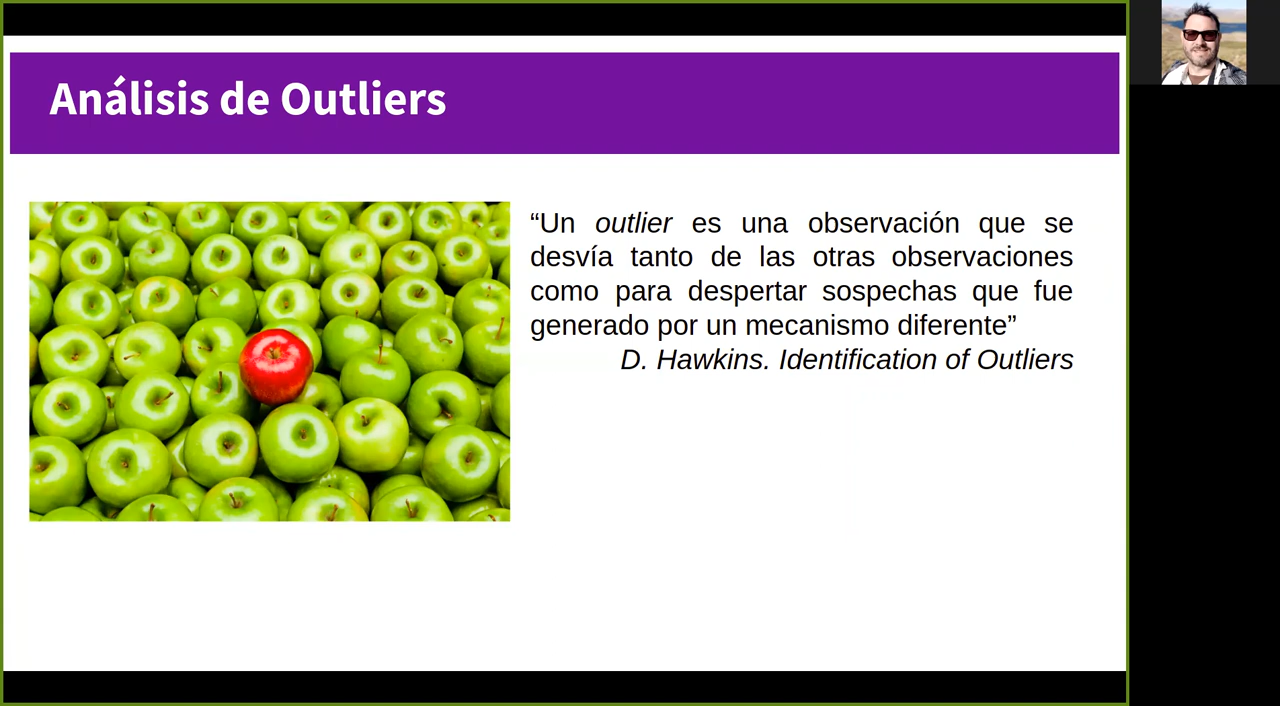 Análisis de Outliers
“Un outlier es una observación que se
desvía tanto de las otras observaciones
como para despertar sospechas que fue
generado por un mecanismo diferente”
D. Hawkins. Identification of Outliers